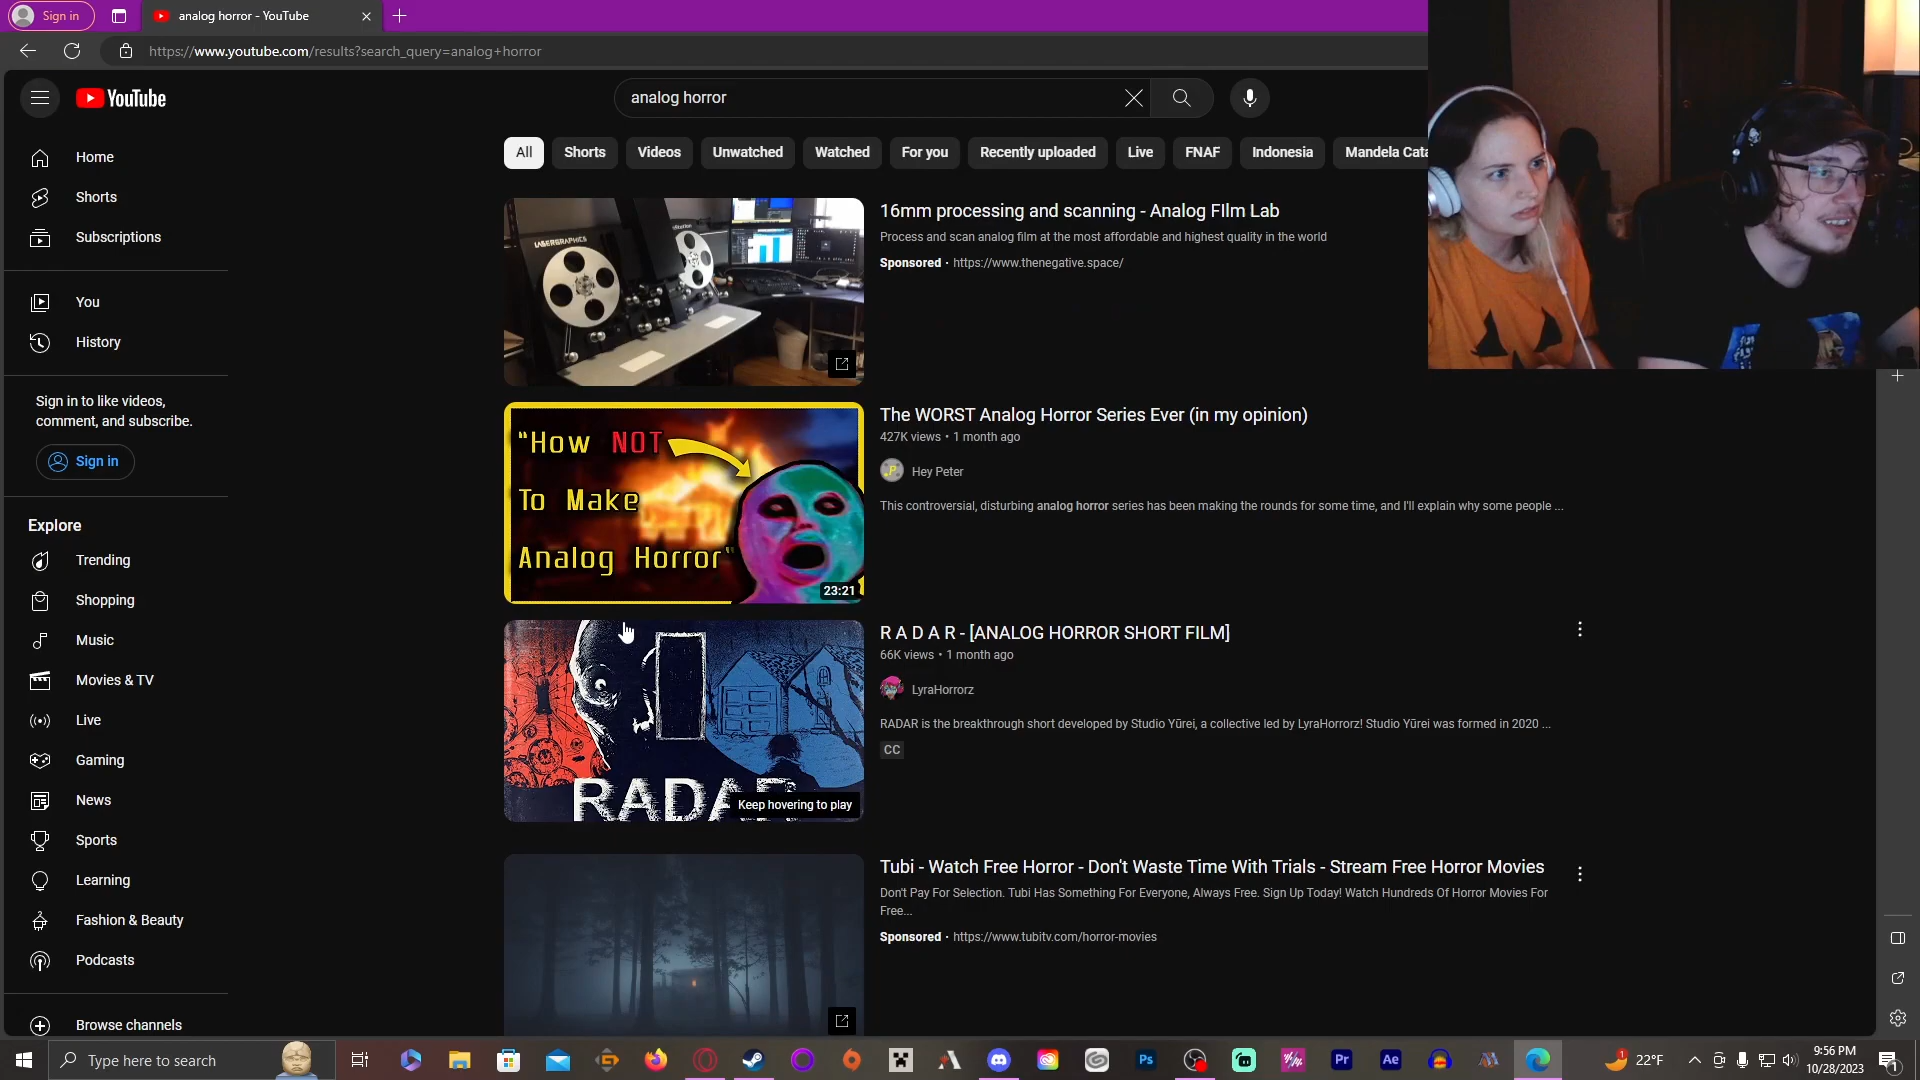 Sign in
analog horror - YouTube
https://www.youtube.com/results?search_query=analog+horror
YouTube
analog horror
All
Shorts
Videos
Unwatched
Watched
For you
Recently uploaded
Live
FNAF
Indonesia
Mandela Cata
Home
Shorts
Subscriptions
You
History
Sign in to like videos,
comment, and subscribe.
Sign in
Explore
Trending
Shopping
Music
Movies & TV
Live
Gaming
News
Sports
Learning
Fashion & Beauty
Podcasts
Browse channels
LASERGRAPHICS
16mm processing and scanning - Analog FIlm Lab
Process and scan analog film at the most affordable and highest quality in the world
Sponsored · https://www.thenegative.space/
"How NOT
To Make
Analog Horror"
23:21
The WORST Analog Horror Series Ever (in my opinion)
427K views • 1 month ago
Hey Peter
This controversial, disturbing analog horror series has been making the rounds for some time, and I'll explain why some people ...
RADAR
Keep hovering to play
R A D A R - [ANALOG HORROR SHORT FILM]
66K views • 1 month ago
LyraHorrorz
RADAR is the breakthrough short developed by Studio Yūrei, a collective led by LyraHorrorz! Studio Yūrei was formed in 2020 ...
CC
Tubi - Watch Free Horror - Don't Waste Time With Trials - Stream Free Horror Movies
Don't Pay For Selection. Tubi Has Something For Everyone, Always Free. Sign Up Today! Watch Hundreds Of Horror Movies For
Free...
Sponsored · https://www.tubitv.com/horror-movies
Type here to search
Ps
Pr
Ae
1
22°F
9:56 PM
10/28/2023
1